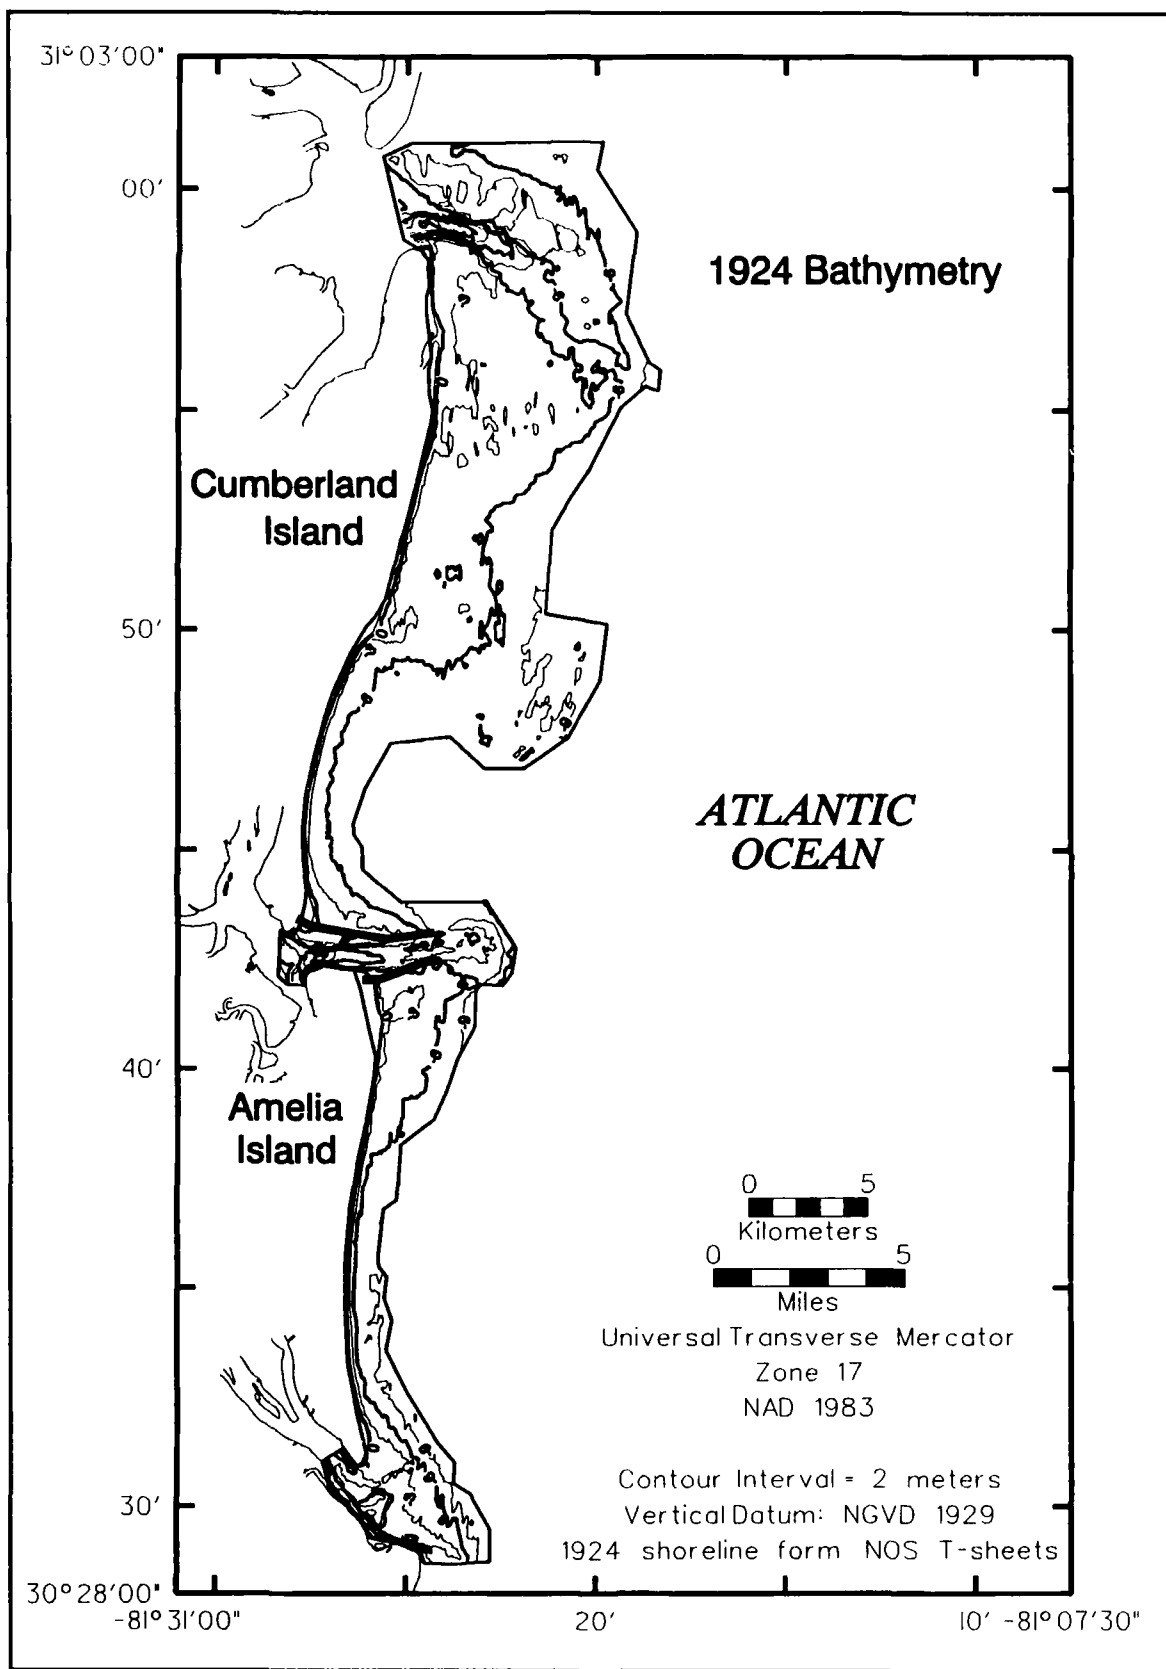 31° 03'00"
00'
1924 Bathymetry
Cumberland
Island
50'
ATLANTIC
OCEAN
40'
Amelia
Island
0 5
Kilometers
0 5
Miles
Universal Transverse Mercator
Zone 17
NAD 1983
Contour Interval = 2 meters
Vertical Datum: NGVD 1929
1924 shoreline form NOS T-sheets
30'
30° 28'00"
-81° 31'00" 20' 10' -81° 07'30"